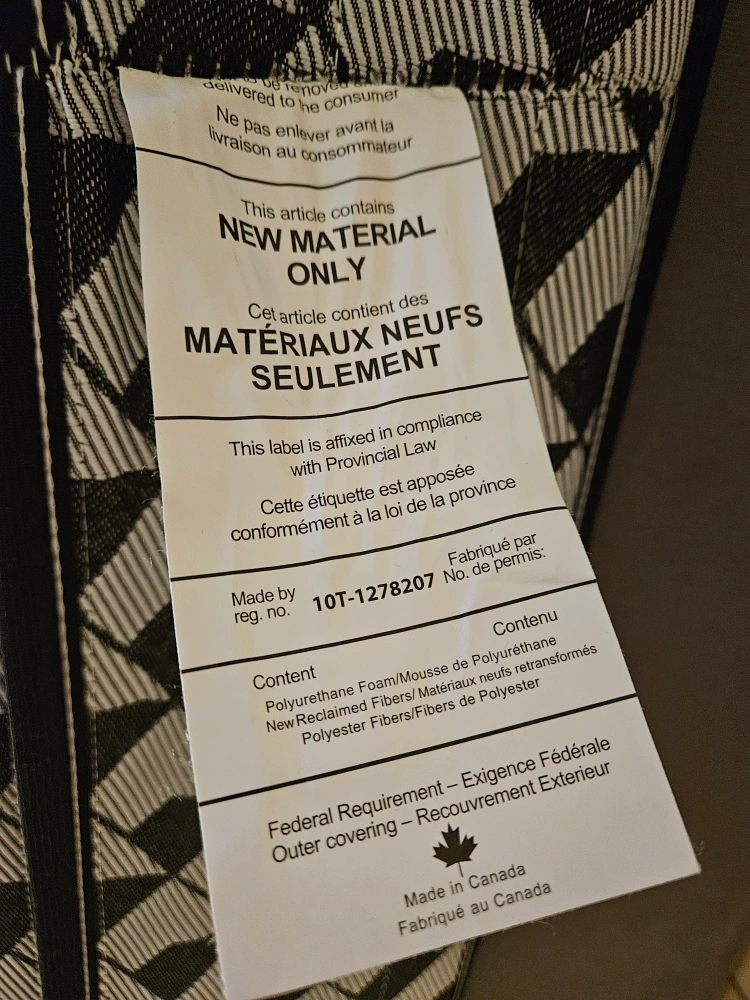 to be removed
delivered to the consumer
Ne pas enlever avant la
livraison au consommateur
This article contains
NEW MATERIAL
ONLY
Cet article contient des
MATÉRIAUX NEUFS
SEULEMENT
This label is affixed in compliance
with Provincial Law
Cette étiquette est apposée
conformément à la loi de la province
Made by
reg. no.
10T-1278207
Fabriqué par
No. de permis:
Content
Contenu
Polyurethane Foam/Mousse de Polyuréthane
New Reclaimed Fibers/ Matériaux neufs retransformés
Polyester Fibers/Fibers de Polyester
Federal Requirement – Exigence Fédérale
Outer covering – Recouvrement Exterieur
Made in Canada
Fabriqué au Canada